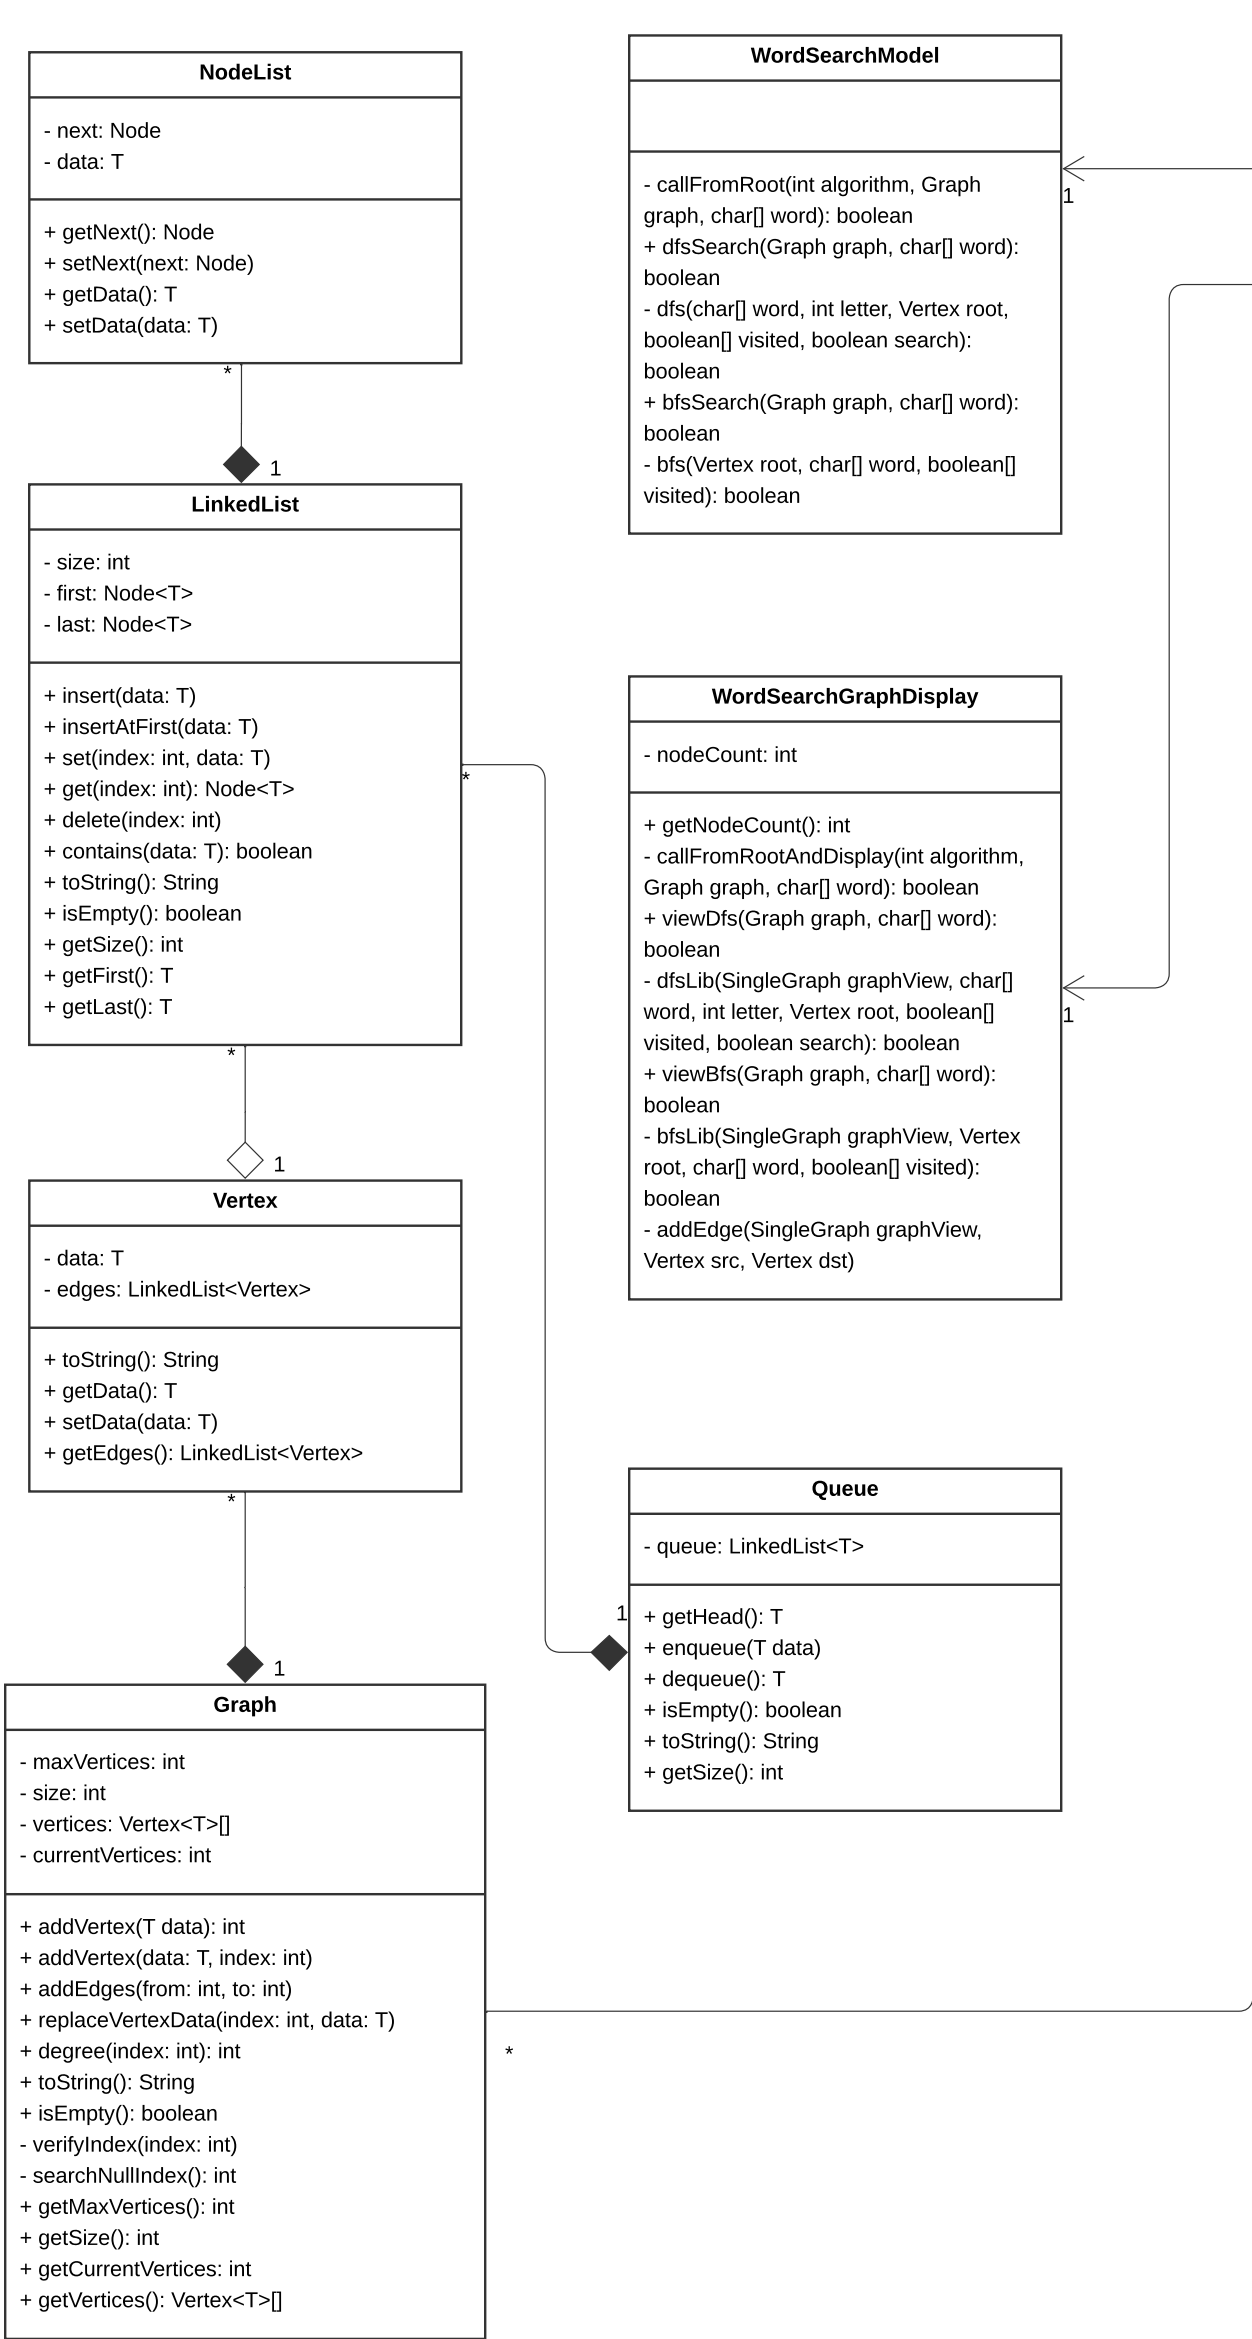 NodeList
- next: Node
- data: T
+ getNext(): Node
+ setNext(next: Node)
+ getData(): T
+ setData(data: T)
*
1
LinkedList
- size: int
- first: Node<T>
- last: Node<T>
+ insert(data: T)
+ insertAtFirst(data: T)
+ set(index: int, data: T)
+ get(index: int): Node<T>
+ delete(index: int)
+ contains(data: T): boolean
+ toString(): String
+ isEmpty(): boolean
+ getSize(): int
+ getFirst(): T
+ getLast(): T
*
*
1
Vertex
- data: T
- edges: LinkedList<Vertex>
+ toString(): String
+ getData(): T
+ setData(data: T)
+ getEdges(): LinkedList<Vertex>
*
1
Graph
- maxVertices: int
- size: int
- vertices: Vertex<T>[]
- currentVertices: int
+ addVertex(T data): int
+ addVertex(data: T, index: int)
+ addEdges(from: int, to: int)
+ replaceVertexData(index: int, data: T)
+ degree(index: int): int
+ toString(): String
+ isEmpty(): boolean
- verifyIndex(index: int)
- searchNullIndex(): int
+ getMaxVertices(): int
+ getSize(): int
+ getCurrentVertices: int
+ getVertices(): Vertex<T>[]
*
WordSearchModel
- callFromRoot(int algorithm, Graph
graph, char[] word): boolean
+ dfsSearch(Graph graph, char[] word):
boolean
- dfs(char[] word, int letter, Vertex root,
boolean[] visited, boolean search):
boolean
+ bfsSearch(Graph graph, char[] word):
boolean
- bfs(Vertex root, char[] word, boolean[]
visited): boolean
1
WordSearchGraphDisplay
- nodeCount: int
+ getNodeCount(): int
- callFromRootAndDisplay(int algorithm,
Graph graph, char[] word): boolean
+ viewDfs(Graph graph, char[] word):
boolean
- dfsLib(SingleGraph graphView, char[]
word, int letter, Vertex root, boolean[]
visited, boolean search): boolean
+ viewBfs(Graph graph, char[] word):
boolean
- bfsLib(SingleGraph graphView, Vertex
root, char[] word, boolean[] visited):
boolean
- addEdge(SingleGraph graphView,
Vertex src, Vertex dst)
1
Queue
- queue: LinkedList<T>
1
+ getHead(): T
+ enqueue(T data)
+ dequeue(): T
+ isEmpty(): boolean
+ toString(): String
+ getSize(): int